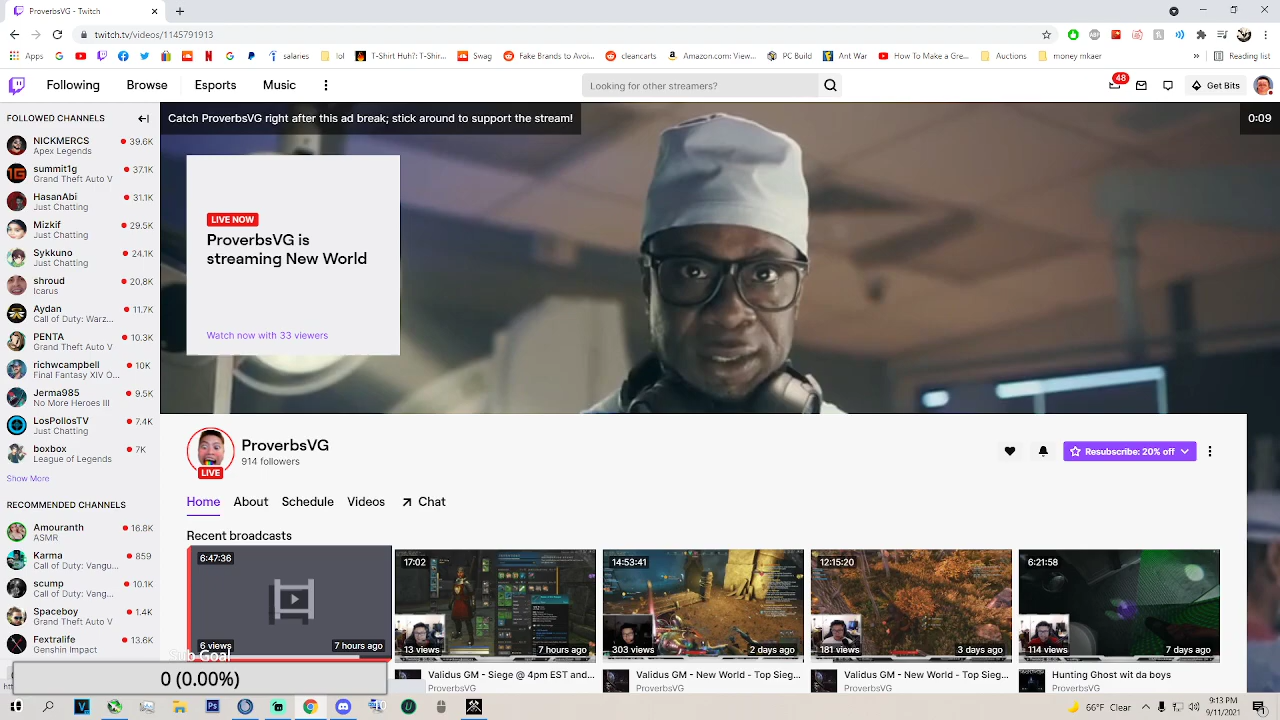 ProverbsVG - Twitch
twitch.tv/videos/1145791913
Apps
salaries
lol
T-Shirt Hub7: T-Shir...
Swag
Fake Brands to Avoi...
cleancarts
Amazon.com: View...
PC Build
Ant War
How To Make a Gre...
Auctions
money mkaer
Reading list
Following
Browse
Esports
Music
Looking for other streamers?
48
Get Bits
FOLLOWED CHANNELS
NICKMERCS
39.6K
Apex Legends
summit1g
37.1K
Grand Theft Auto V
HasanAbi
31.1K
Just Chatting
Mizkif
29.5K
Just Chatting
Sykkuno
24.1K
Just Chatting
shroud
20.8K
Icarus
Aydan
11.7K
Call of Duty: Warz...
PENTA
10.3K
Grand Theft Auto V
richwcampbell
10K
Final Fantasy XIV O...
Jerma985
9.5K
No More Heroes III
LosPollosTV
7.4K
Just Chatting
boxbox
7K
League of Legends
Show More
RECOMMENDED CHANNELS
Amouranth
16.8K
ASMR
Karma
859
Call of Duty: Vangu...
scump
10.1K
Call of Duty: Vang...
Spaceboy
1.4K
Grand Theft Auto V
Fextralife
13.6K
Genshin Impact
Catch ProverbsVG right after this ad break; stick around to support the stream!
0:09
LIVE NOW
ProverbsVG is
streaming New World
Watch now with 33 viewers
ProverbsVG
914 followers
LIVE
Resubscribe: 20% off
Home
About
Schedule
Videos
Chat
Recent broadcasts
6:47:36
6 views
7 hours ago
17:02
13 views
7 hours ago
14:53:41
303 views
2 days ago
12:15:20
181 views
3 days ago
6:21:58
114 views
7 days ago
Validus GM - Siege @ 4pm EST and...
ProverbsVG
Validus GM - New World - Top Sieg...
ProverbsVG
Validus GM - New World - Top Sieg...
ProverbsVG
Hunting Ghost wit da boys
ProverbsVG
Sub Goal
0 (0.00%)
66°F Clear
9:13 PM
9/11/2021